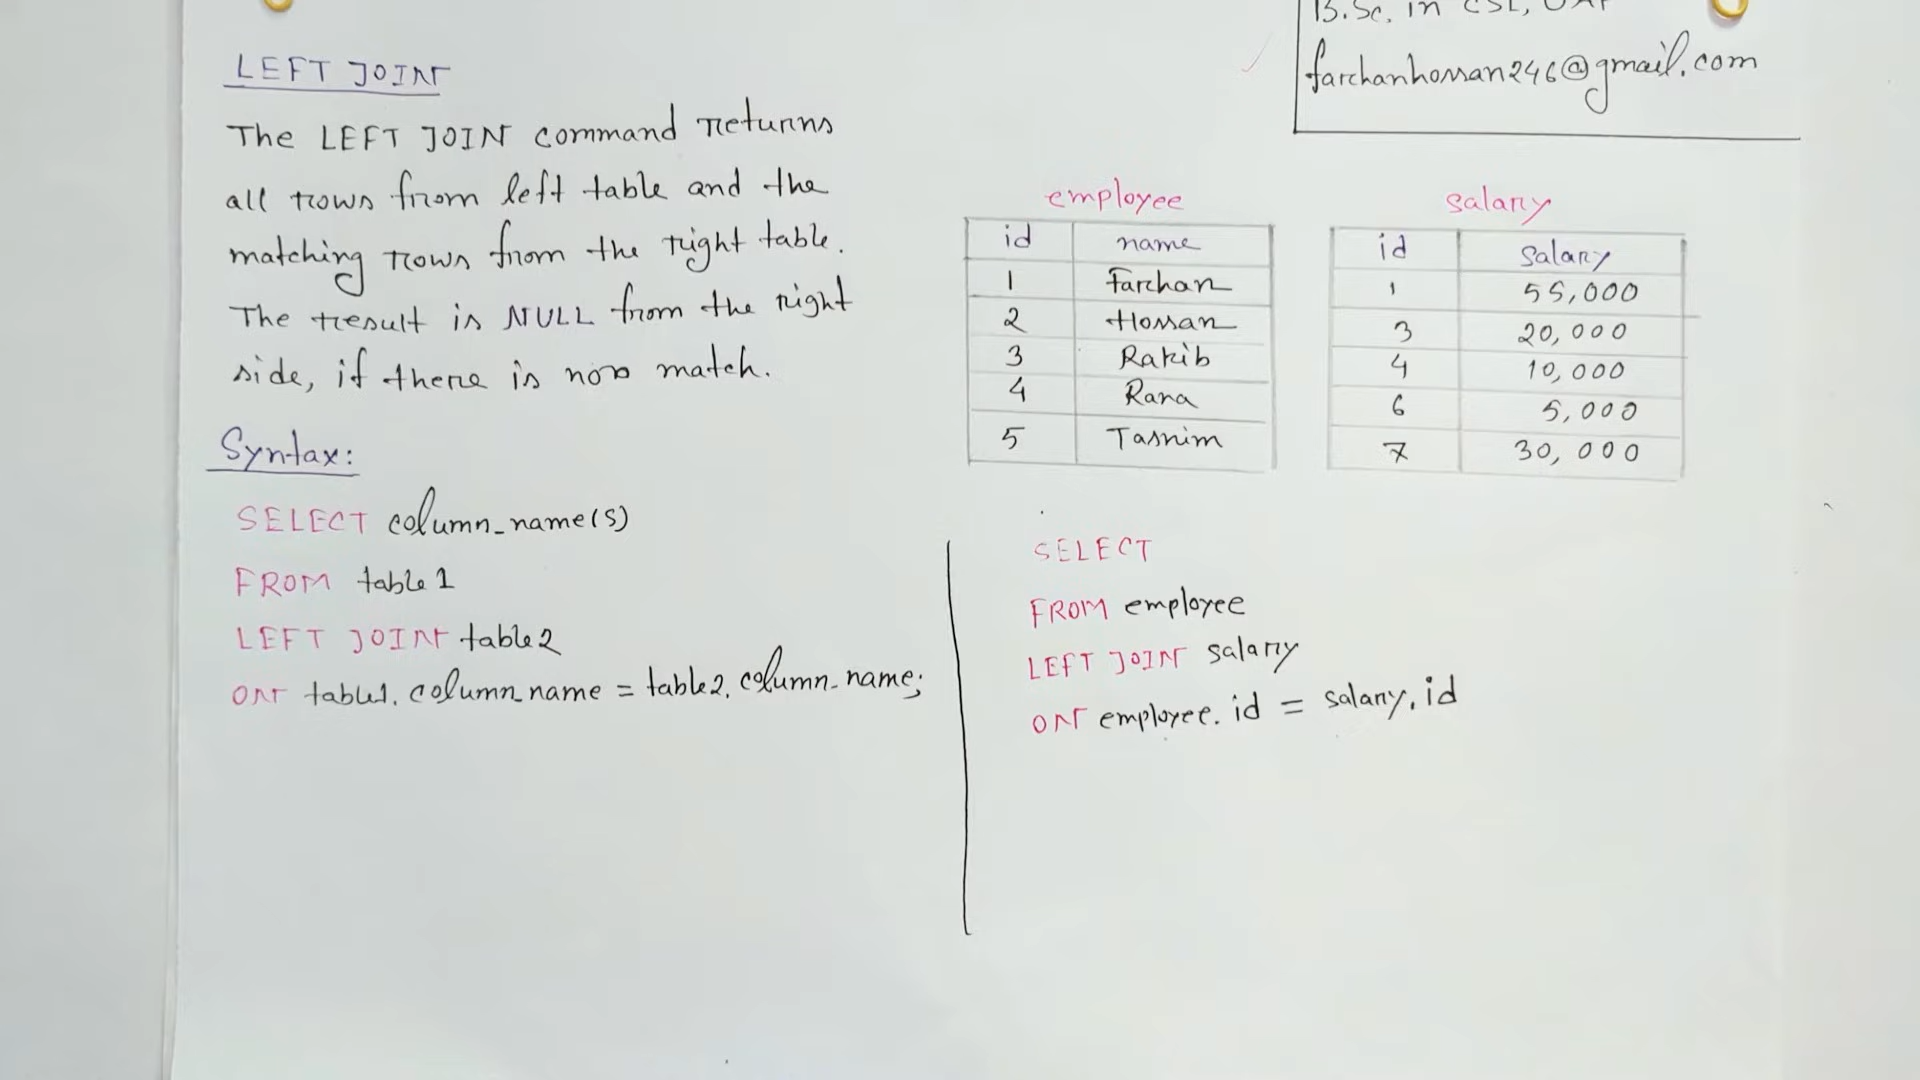 LEFT JOIN
The LEFT JOIN command returns
all rows from left table and the
matching rows from the right table.
The result is NULL from the right
side, if there is no match.
Syntax:
SELECT column_name(s)
FROM table1
LEFT JOIN table2
ON table1.column_name = table2.column_name;
B.Sc. in CSE, UAP
farhanhossan246@gmail.com
employee
id name
1 Farhan
2 Hossan
3 Rakib
4 Rana
5 Tasnim
salary
id salary
1 55,000
3 20,000
4 10,000
6 5,000
7 30,000
SELECT
FROM employee
LEFT JOIN salary
ON employee.id = salary.id